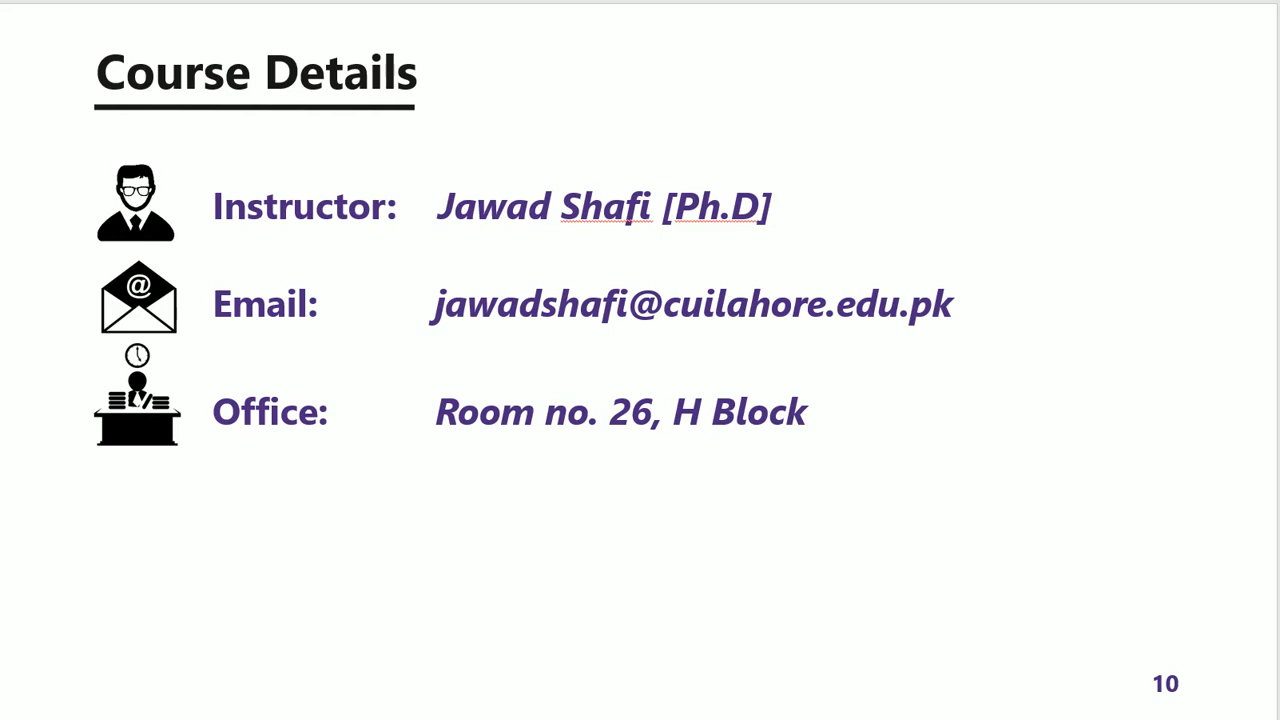 Course Details
Instructor: Jawad Shafi [Ph.D]
@
Email: jawadshafi@cuilahore.edu.pk
Office: Room no. 26, H Block
10